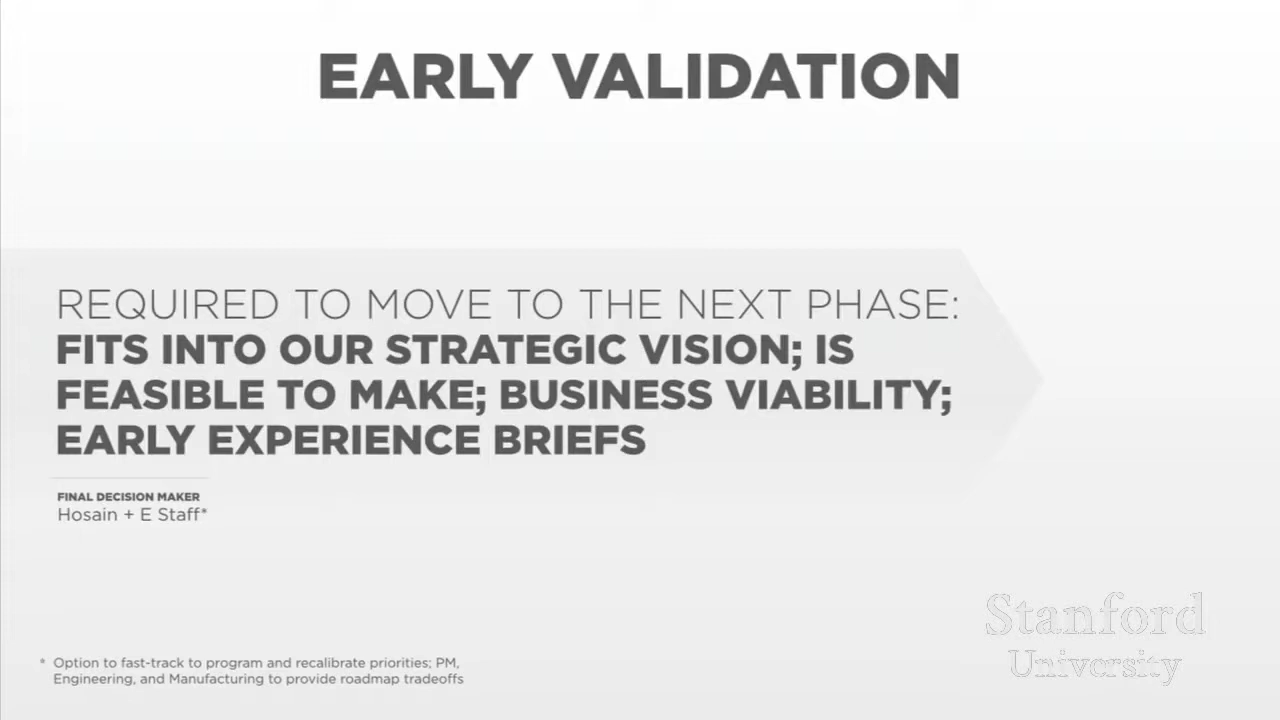 EARLY VALIDATION
REQUIRED TO MOVE TO THE NEXT PHASE:
FITS INTO OUR STRATEGIC VISION; IS
FEASIBLE TO MAKE; BUSINESS VIABILITY;
EARLY EXPERIENCE BRIEFS
FINAL DECISION MAKER
Hosain + E Staff*
* Option to fast-track to program and recalibrate priorities; PM,
Engineering, and Manufacturing to provide roadmap tradeoffs
Stanford
University